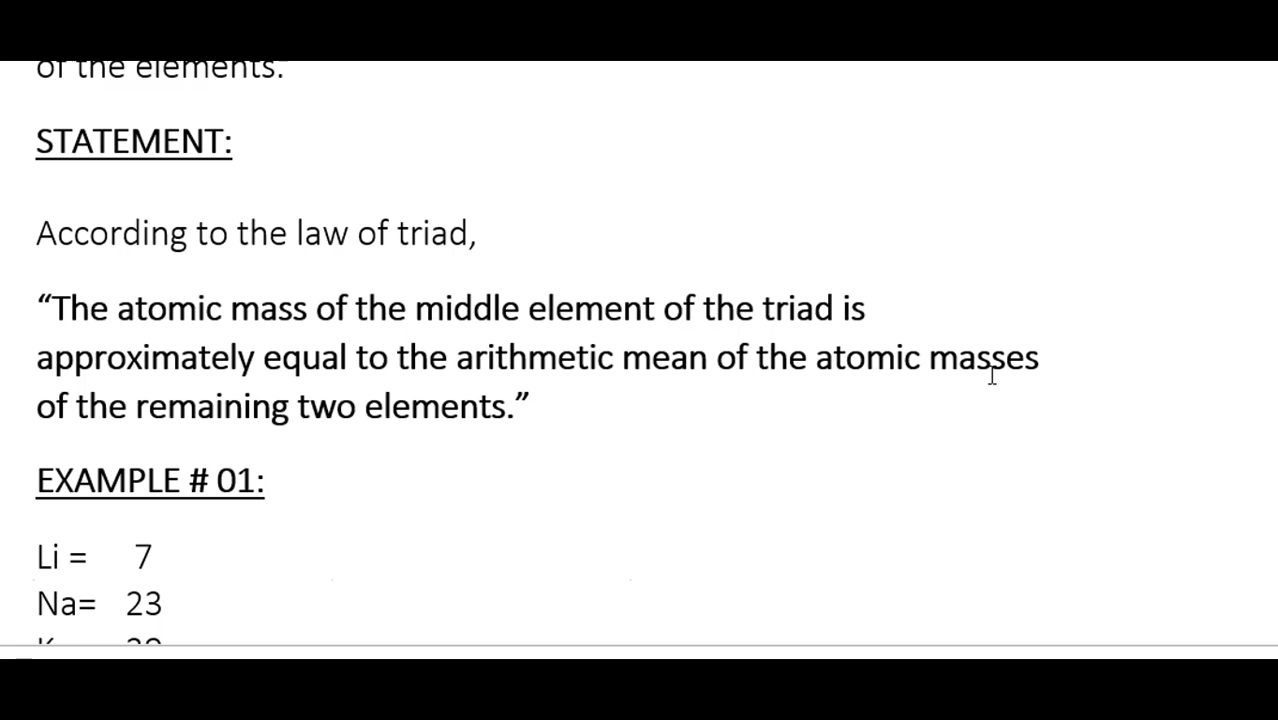 of the elements.
STATEMENT:
According to the law of triad,
“The atomic mass of the middle element of the triad is
approximately equal to the arithmetic mean of the atomic masses
of the remaining two elements.”
EXAMPLE # 01:
Li = 7
Na= 23